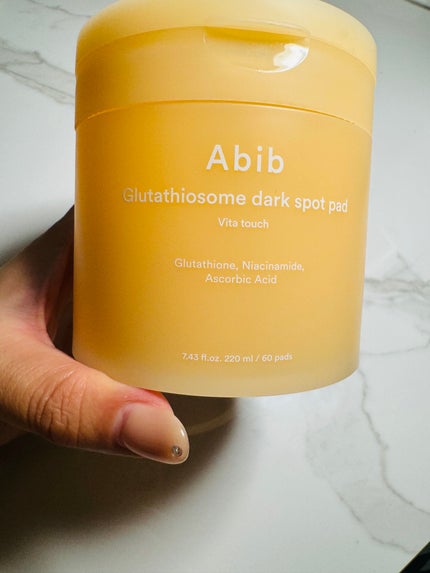 Abib
Glutathiosome dark spot pad
Vita touch
Glutathione, Niacinamide,
Ascorbic Acid
7.43 fl.oz. 220 ml / 60 pads